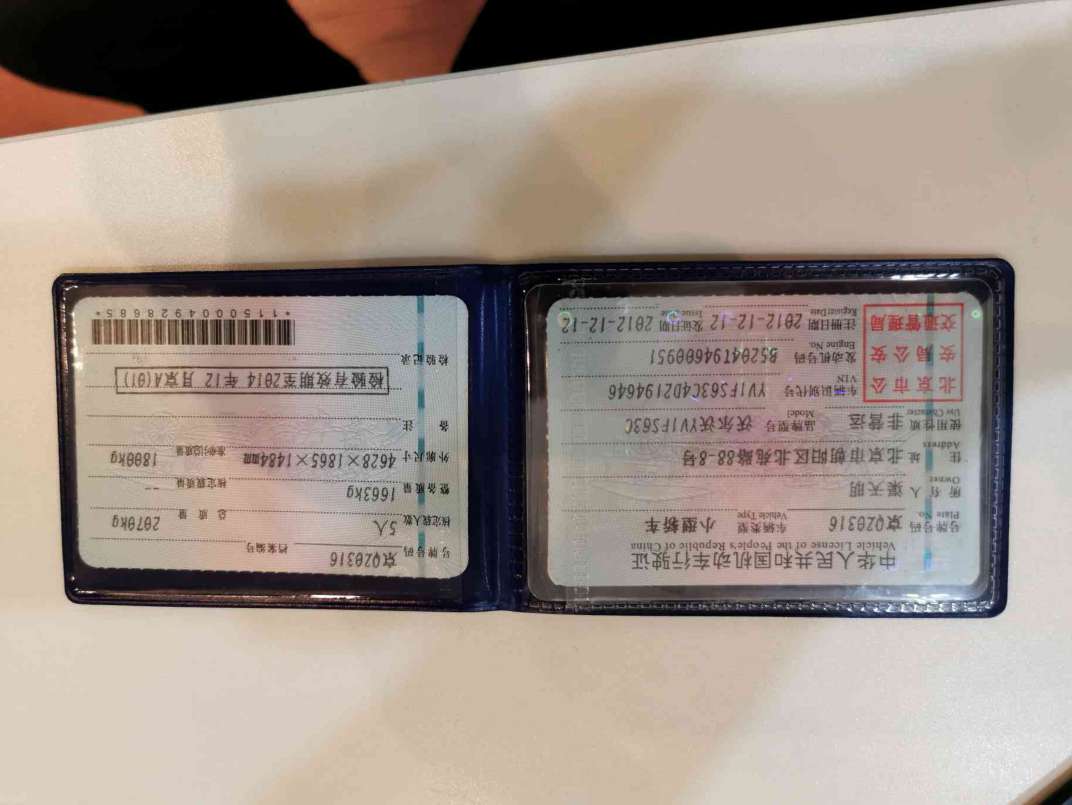 中华人民共和国机动车行驶证
Vehicle License of the People's Republic of China
号牌号码 京Q20316 车辆类型 小型轿车
Plate No. Vehicle Type
所有人 梁天明
Owner
住址 北京市朝阳区北苑路88-8号
Address
使用性质 非营运 品牌型号 沃尔沃YV1FS63C
Use Character Model
北京市公
安局公安
交通管理局
车辆识别代号 YV1FS63C4D2194646
VIN
发动机号码 B5204T94600951
Engine No.
注册日期 2012-12-12 发证日期 2012-12-12
Register Date Issue Date
号牌号码 京Q20316 档案编号
核定载人数 5人 总质量 2070kg
整备质量 1663kg 核定载质量 --
外廓尺寸 4628×1865×1484mm 准牵引总质量 1800kg
备注
检验有效期至2014年12月京A(01)
检验记录
*1150004928685*